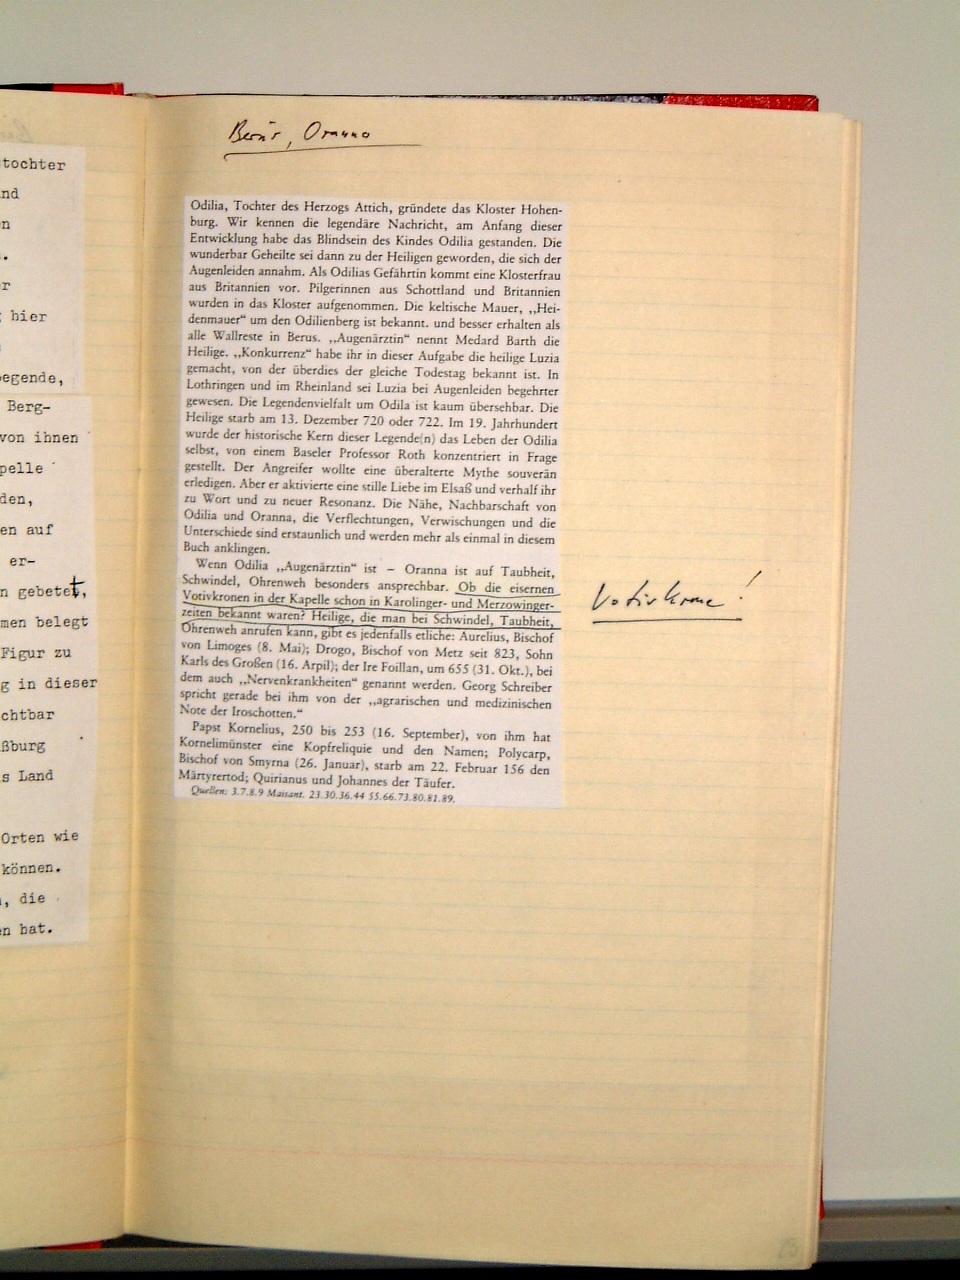 tochter
nd
n
.
r
hier
egende,
Berg-
von ihnen
pelle
den,
en auf
er-
n gebetet,
men belegt
Figur zu
g in dieser
chtbar
ßburg
s Land
Orten wie
können.
, die
en hat.
Berus, Oranna
Odilia, Tochter des Herzogs Attich, gründete das Kloster Hohen-
burg. Wir kennen die legendäre Nachricht, am Anfang dieser
Entwicklung habe das Blindsein des Kindes Odilia gestanden. Die
wunderbar Geheilte sei dann zu der Heiligen geworden, die sich der
Augenleiden annahm. Als Odilias Gefährtin kommt eine Klosterfrau
aus Britannien vor. Pilgerinnen aus Schottland und Britannien
wurden in das Kloster aufgenommen. Die keltische Mauer, „Hei-
denmauer“ um den Odilienberg ist bekannt. und besser erhalten als
alle Wallreste in Berus. „Augenärztin“ nennt Medard Barth die
Heilige. „Konkurrenz“ habe ihr in dieser Aufgabe die heilige Luzia
gemacht, von der überdies der gleiche Todestag bekannt ist. In
Lothringen und im Rheinland sei Luzia bei Augenleiden begehrter
gewesen. Die Legendenvielfalt um Odila ist kaum übersehbar. Die
Heilige starb am 13. Dezember 720 oder 722. Im 19. Jahrhundert
wurde der historische Kern dieser Legende(n) das Leben der Odilia
selbst, von einem Baseler Professor Roth konzentriert in Frage
gestellt. Der Angreifer wollte eine überalterte Mythe souverän
erledigen. Aber er aktivierte eine stille Liebe im Elsaß und verhalf ihr
zu Wort und zu neuer Resonanz. Die Nähe, Nachbarschaft von
Odilia und Oranna, die Verflechtungen, Verwischungen und die
Unterschiede sind erstaunlich und werden mehr als einmal in diesem
Buch anklingen.
Wenn Odilia „Augenärztin“ ist – Oranna ist auf Taubheit,
Schwindel, Ohrenweh besonders ansprechbar. Ob die eisernen
Votivkronen in der Kapelle schon in Karolinger- und Merzowinger-
zeiten bekannt waren? Heilige, die man bei Schwindel, Taubheit,
Ohrenweh anrufen kann, gibt es jedenfalls etliche: Aurelius, Bischof
von Limoges (8. Mai); Drogo, Bischof von Metz seit 823, Sohn
Karls des Großen (16. Arpil); der Ire Foillan, um 655 (31. Okt.), bei
dem auch „Nervenkrankheiten“ genannt werden. Georg Schreiber
spricht gerade bei ihm von der „agrarischen und medizinischen
Note der Iroschotten.“
Papst Kornelius, 250 bis 253 (16. September), von ihm hat
Kornelimünster eine Kopfreliquie und den Namen; Polycarp,
Bischof von Smyrna (26. Januar), starb am 22. Februar 156 den
Märtyrertod; Quirianus und Johannes der Täufer.
Quellen: 3.7.8.9 Maisant. 23.30.36.44 55.66.73.80.81.89.
Votivkrone!